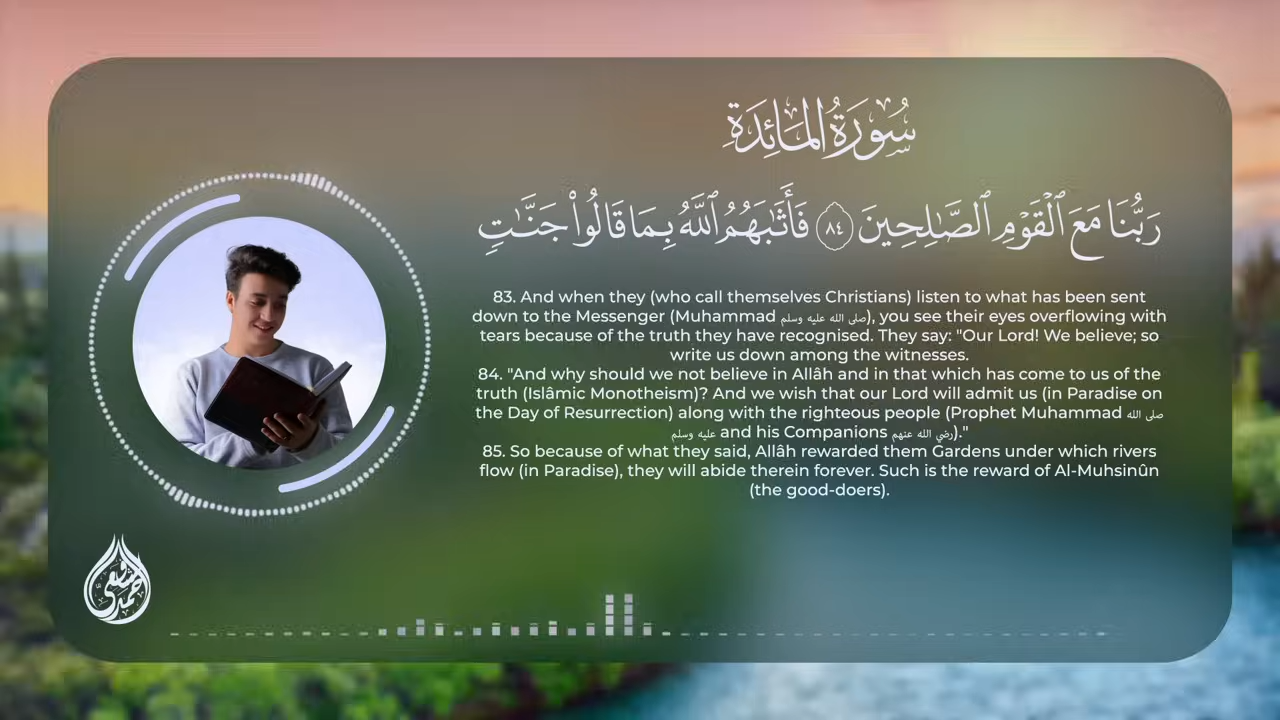 سُورَةُ المَائِدَةِ
رَبُّنَا مَعَ ٱلْقَوْمِ ٱلصَّـٰلِحِينَ ٨٤ فَأَثَـٰبَهُمُ ٱللَّهُ بِمَا قَالُوا۟ جَنَّـٰتٍ
83. And when they (who call themselves Christians) listen to what has been sent
down to the Messenger (Muhammad صلى الله عليه وسلم), you see their eyes overflowing with
tears because of the truth they have recognised. They say: "Our Lord! We believe; so
write us down among the witnesses.
84. "And why should we not believe in Allâh and in that which has come to us of the
truth (Islâmic Monotheism)? And we wish that our Lord will admit us (in Paradise on
the Day of Resurrection) along with the righteous people (Prophet Muhammad صلى الله
عليه وسلم and his Companions رضي الله عنهم)."
85. So because of what they said, Allâh rewarded them Gardens under which rivers
flow (in Paradise), they will abide therein forever. Such is the reward of Al-Muhsinûn
(the good-doers).